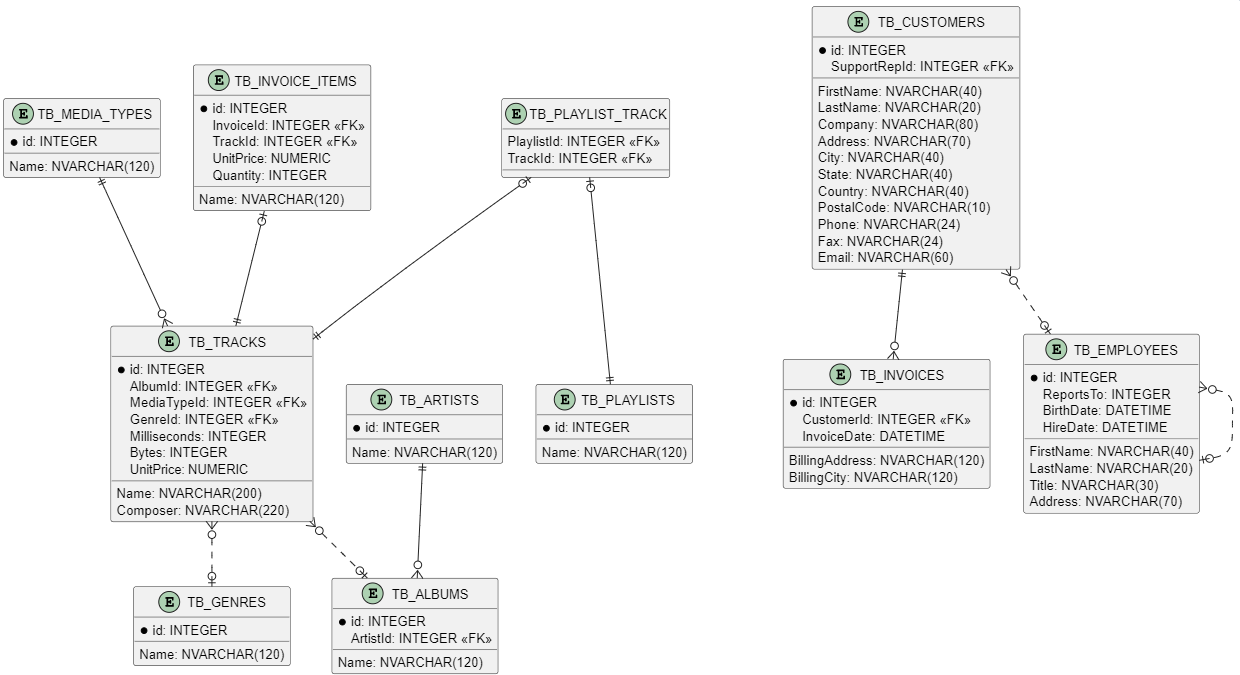 E TB_CUSTOMERS
id: INTEGER
SupportRepId: INTEGER «FK»
FirstName: NVARCHAR(40)
LastName: NVARCHAR(20)
Company: NVARCHAR(80)
Address: NVARCHAR(70)
City: NVARCHAR(40)
State: NVARCHAR(40)
Country: NVARCHAR(40)
PostalCode: NVARCHAR(10)
Phone: NVARCHAR(24)
Fax: NVARCHAR(24)
Email: NVARCHAR(60)
E TB_MEDIA_TYPES
id: INTEGER
Name: NVARCHAR(120)
E TB_INVOICE_ITEMS
id: INTEGER
InvoiceId: INTEGER «FK»
TrackId: INTEGER «FK»
UnitPrice: NUMERIC
Quantity: INTEGER
Name: NVARCHAR(120)
E TB_PLAYLIST_TRACK
PlaylistId: INTEGER «FK»
TrackId: INTEGER «FK»
E TB_TRACKS
id: INTEGER
AlbumId: INTEGER «FK»
MediaTypeId: INTEGER «FK»
GenreId: INTEGER «FK»
Milliseconds: INTEGER
Bytes: INTEGER
UnitPrice: NUMERIC
Name: NVARCHAR(200)
Composer: NVARCHAR(220)
E TB_ARTISTS
id: INTEGER
Name: NVARCHAR(120)
E TB_PLAYLISTS
id: INTEGER
Name: NVARCHAR(120)
E TB_INVOICES
id: INTEGER
CustomerId: INTEGER «FK»
InvoiceDate: DATETIME
BillingAddress: NVARCHAR(120)
BillingCity: NVARCHAR(120)
E TB_EMPLOYEES
id: INTEGER
ReportsTo: INTEGER
BirthDate: DATETIME
HireDate: DATETIME
FirstName: NVARCHAR(40)
LastName: NVARCHAR(20)
Title: NVARCHAR(30)
Address: NVARCHAR(70)
E TB_GENRES
id: INTEGER
Name: NVARCHAR(120)
E TB_ALBUMS
id: INTEGER
ArtistId: INTEGER «FK»
Name: NVARCHAR(120)